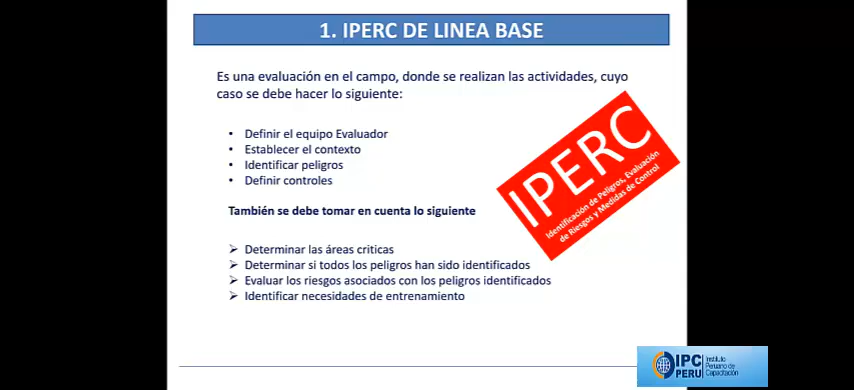 1. IPERC DE LINEA BASE
Es una evaluación en el campo, donde se realizan las actividades, cuyo
caso se debe hacer lo siguiente:
• Definir el equipo Evaluador
• Establecer el contexto
• Identificar peligros
• Definir controles
También se debe tomar en cuenta lo siguiente
➢ Determinar las áreas criticas
➢ Determinar si todos los peligros han sido identificados
➢ Evaluar los riesgos asociados con los peligros identificados
➢ Identificar necesidades de entrenamiento
IPERC
Identificación de Peligros, Evaluación
de Riesgos y Medidas de Control
IPC
PERU
Instituto
Peruano de
Capacitación